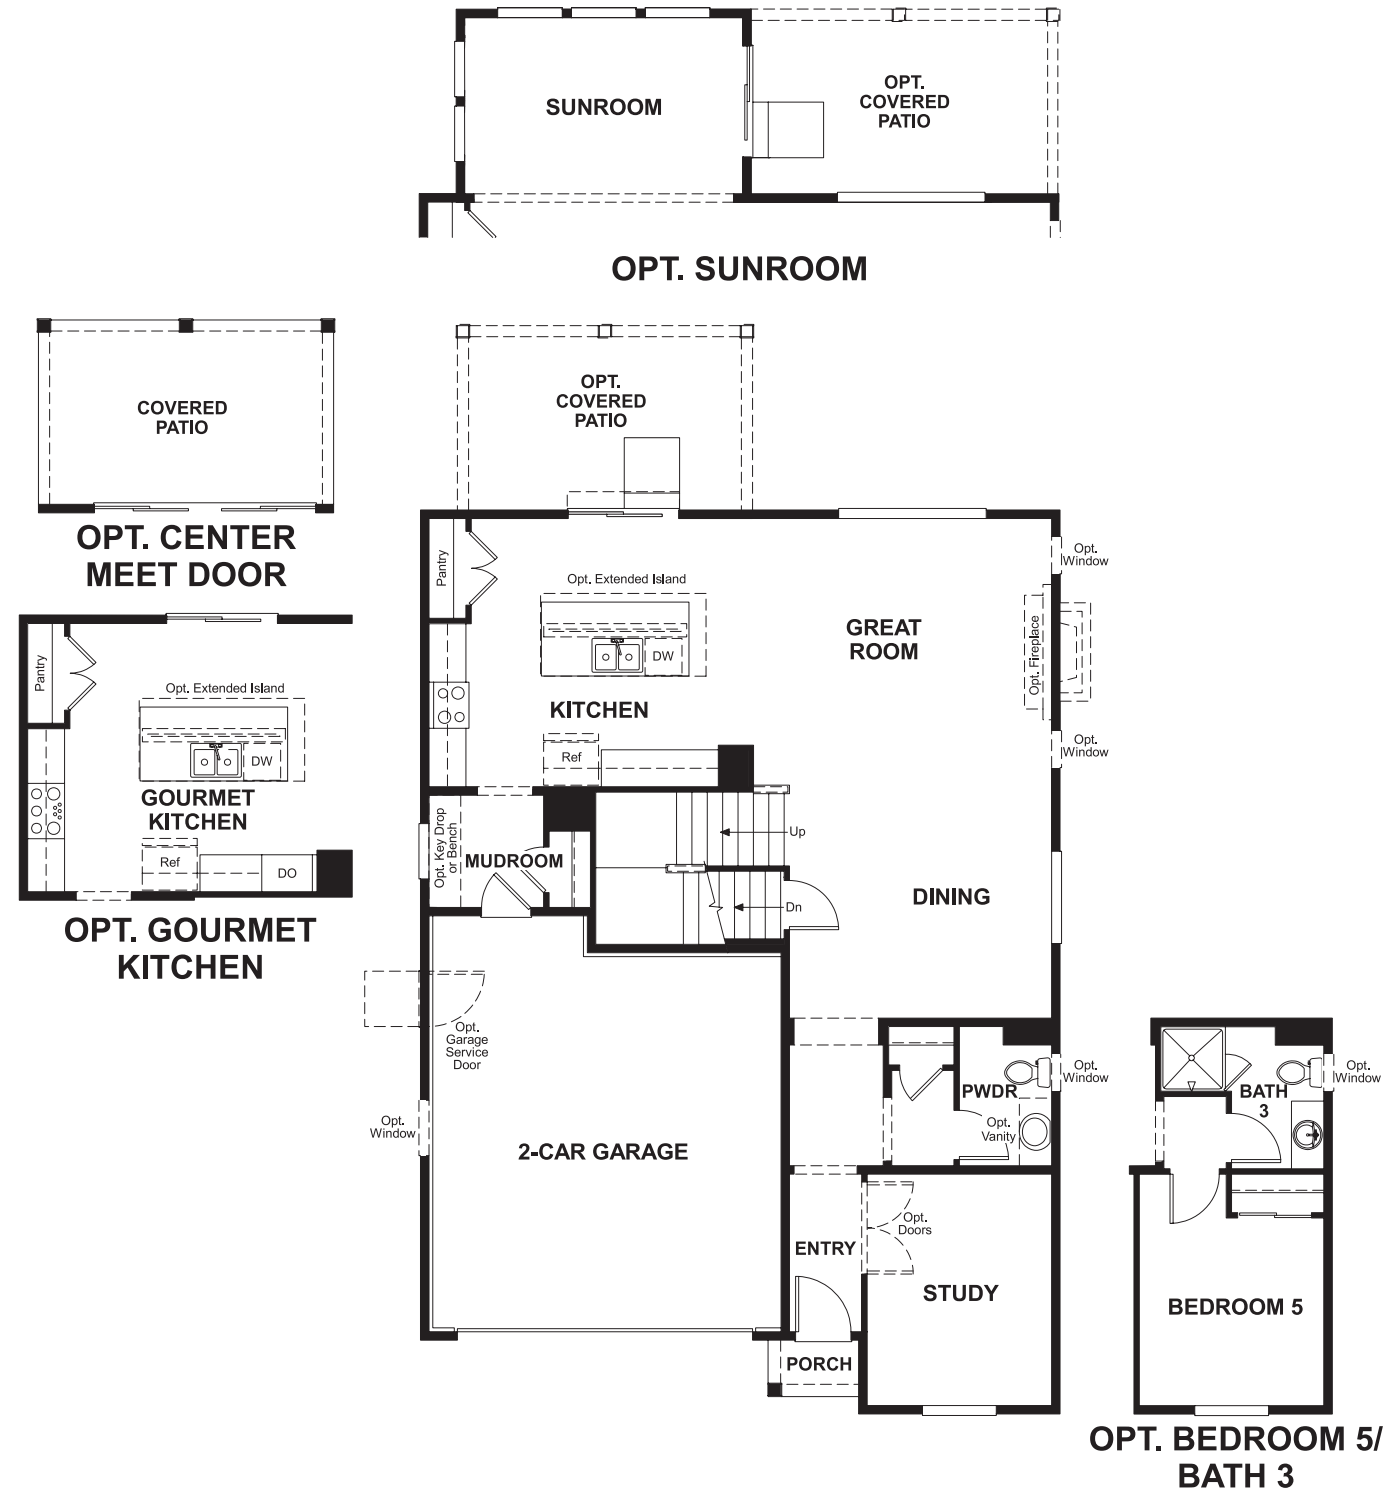 SUNROOM
OPT.
COVERED
PATIO
OPT. SUNROOM
COVERED
PATIO
OPT. CENTER
MEET DOOR
OPT.
COVERED
PATIO
Pantry
Opt. Extended Island
DW
KITCHEN
Ref
GREAT
ROOM
Opt.
Window
Opt. Fireplace
Opt.
Window
Pantry
Opt. Extended Island
DW
GOURMET
KITCHEN
Ref
DO
OPT. GOURMET
KITCHEN
Opt. Key Drop
or Bench
MUDROOM
Up
Dn
DINING
Opt.
Garage
Service
Door
Opt.
Window
2-CAR GARAGE
PWDR
Opt.
Vanity
Opt.
Window
ENTRY
Opt.
Doors
STUDY
PORCH
BATH
3
Opt.
Window
BEDROOM 5
OPT. BEDROOM 5/
BATH 3